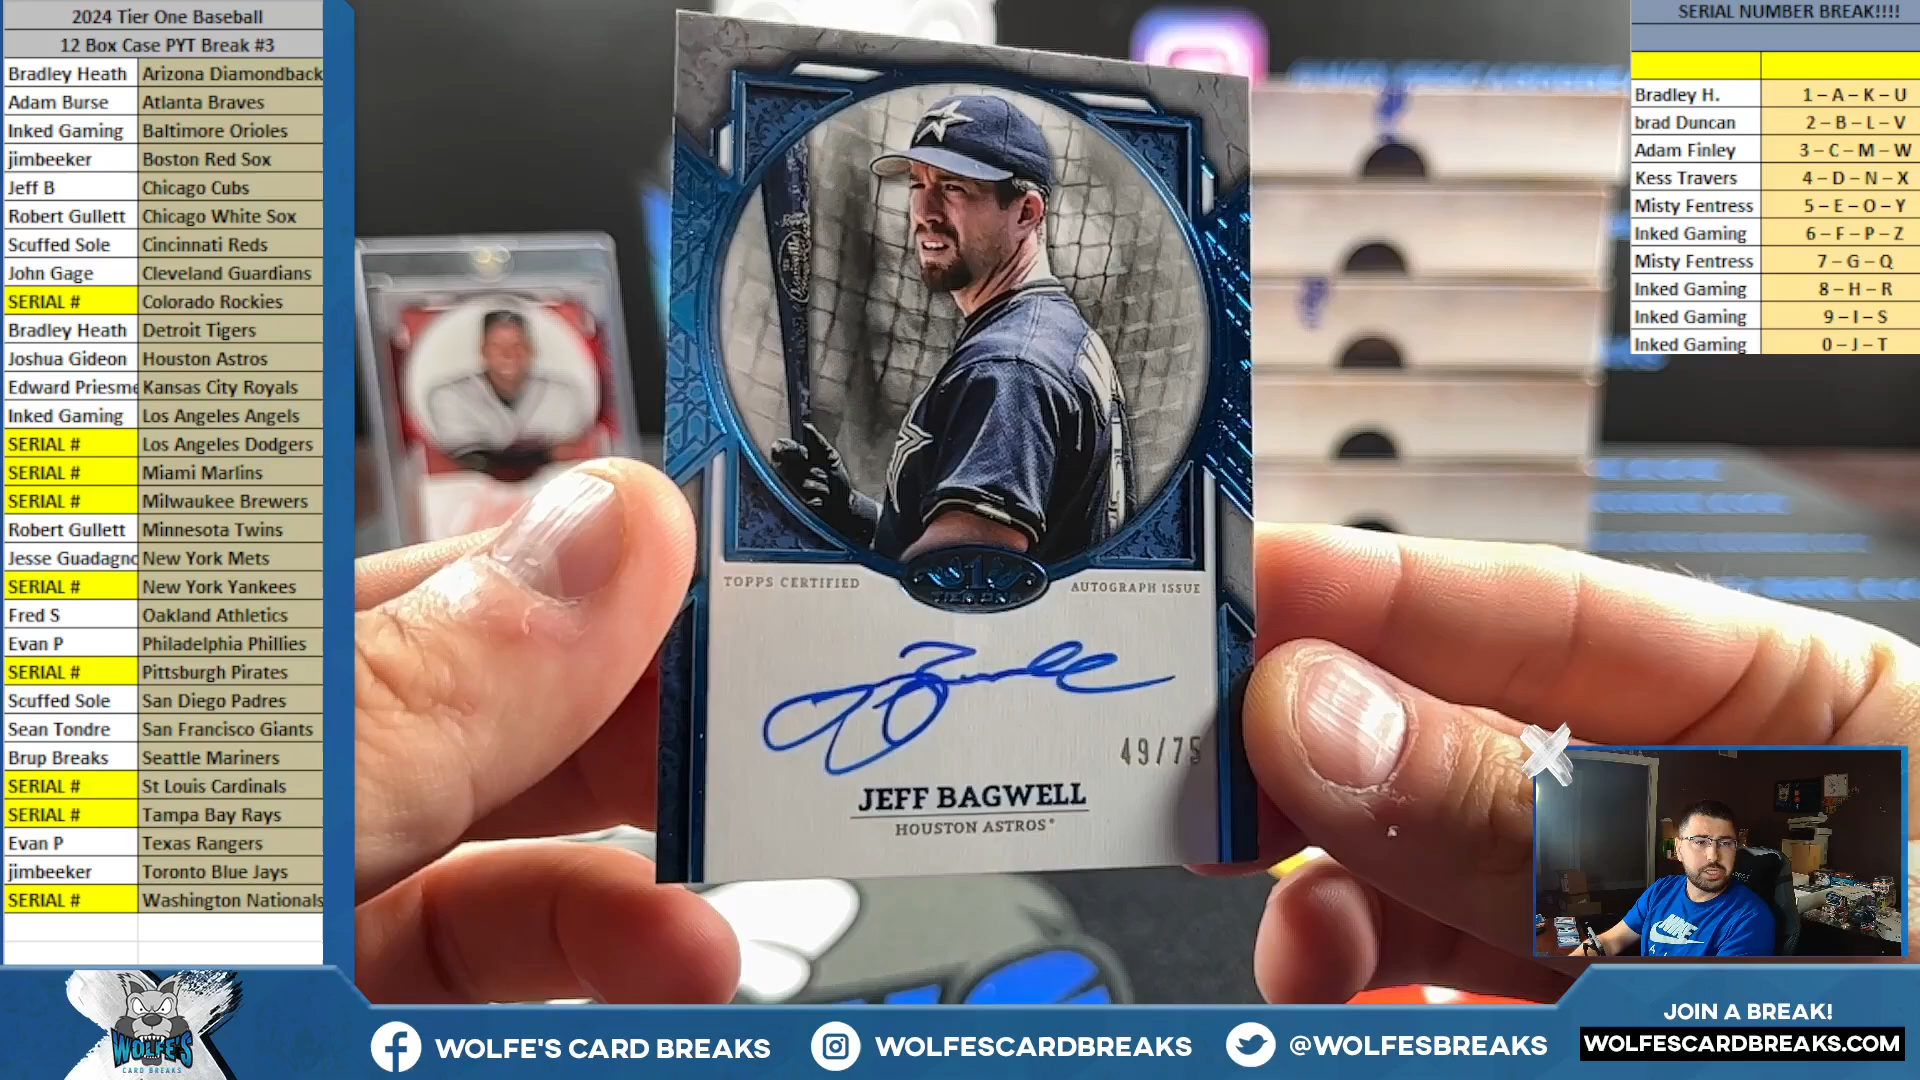 2024 Tier One Baseball
12 Box Case PYT Break #3
Bradley Heath Arizona Diamondback
Adam Burse Atlanta Braves
Inked Gaming Baltimore Orioles
jimbeeker Boston Red Sox
Jeff B Chicago Cubs
Robert Gullett Chicago White Sox
Scuffed Sole Cincinnati Reds
John Gage Cleveland Guardians
SERIAL # Colorado Rockies
Bradley Heath Detroit Tigers
Joshua Gideon Houston Astros
Edward Priesme Kansas City Royals
Inked Gaming Los Angeles Angels
SERIAL # Los Angeles Dodgers
SERIAL # Miami Marlins
SERIAL # Milwaukee Brewers
Robert Gullett Minnesota Twins
Jesse Guadagno New York Mets
SERIAL # New York Yankees
Fred S Oakland Athletics
Evan P Philadelphia Phillies
SERIAL # Pittsburgh Pirates
Scuffed Sole San Diego Padres
Sean Tondre San Francisco Giants
Brup Breaks Seattle Mariners
SERIAL # St Louis Cardinals
SERIAL # Tampa Bay Rays
Evan P Texas Rangers
jimbeeker Toronto Blue Jays
SERIAL # Washington Nationals
TOPPS CERTIFIED
AUTOGRAPH ISSUE
1
TIER ONE
49/75
JEFF BAGWELL
HOUSTON ASTROS
SERIAL NUMBER BREAK!!!!
Bradley H. 1 – A – K – U
brad Duncan 2 – B – L – V
Adam Finley 3 – C – M – W
Kess Travers 4 – D – N – X
Misty Fentress 5 – E – O – Y
Inked Gaming 6 – F – P – Z
Misty Fentress 7 – G – Q
Inked Gaming 8 – H – R
Inked Gaming 9 – I – S
Inked Gaming 0 – J – T
NIKE
WOLFE'S
CARD BREAKS
WOLFE'S CARD BREAKS
WOLFESCARDBREAKS
@WOLFESBREAKS
JOIN A BREAK!
WOLFESCARDBREAKS.COM